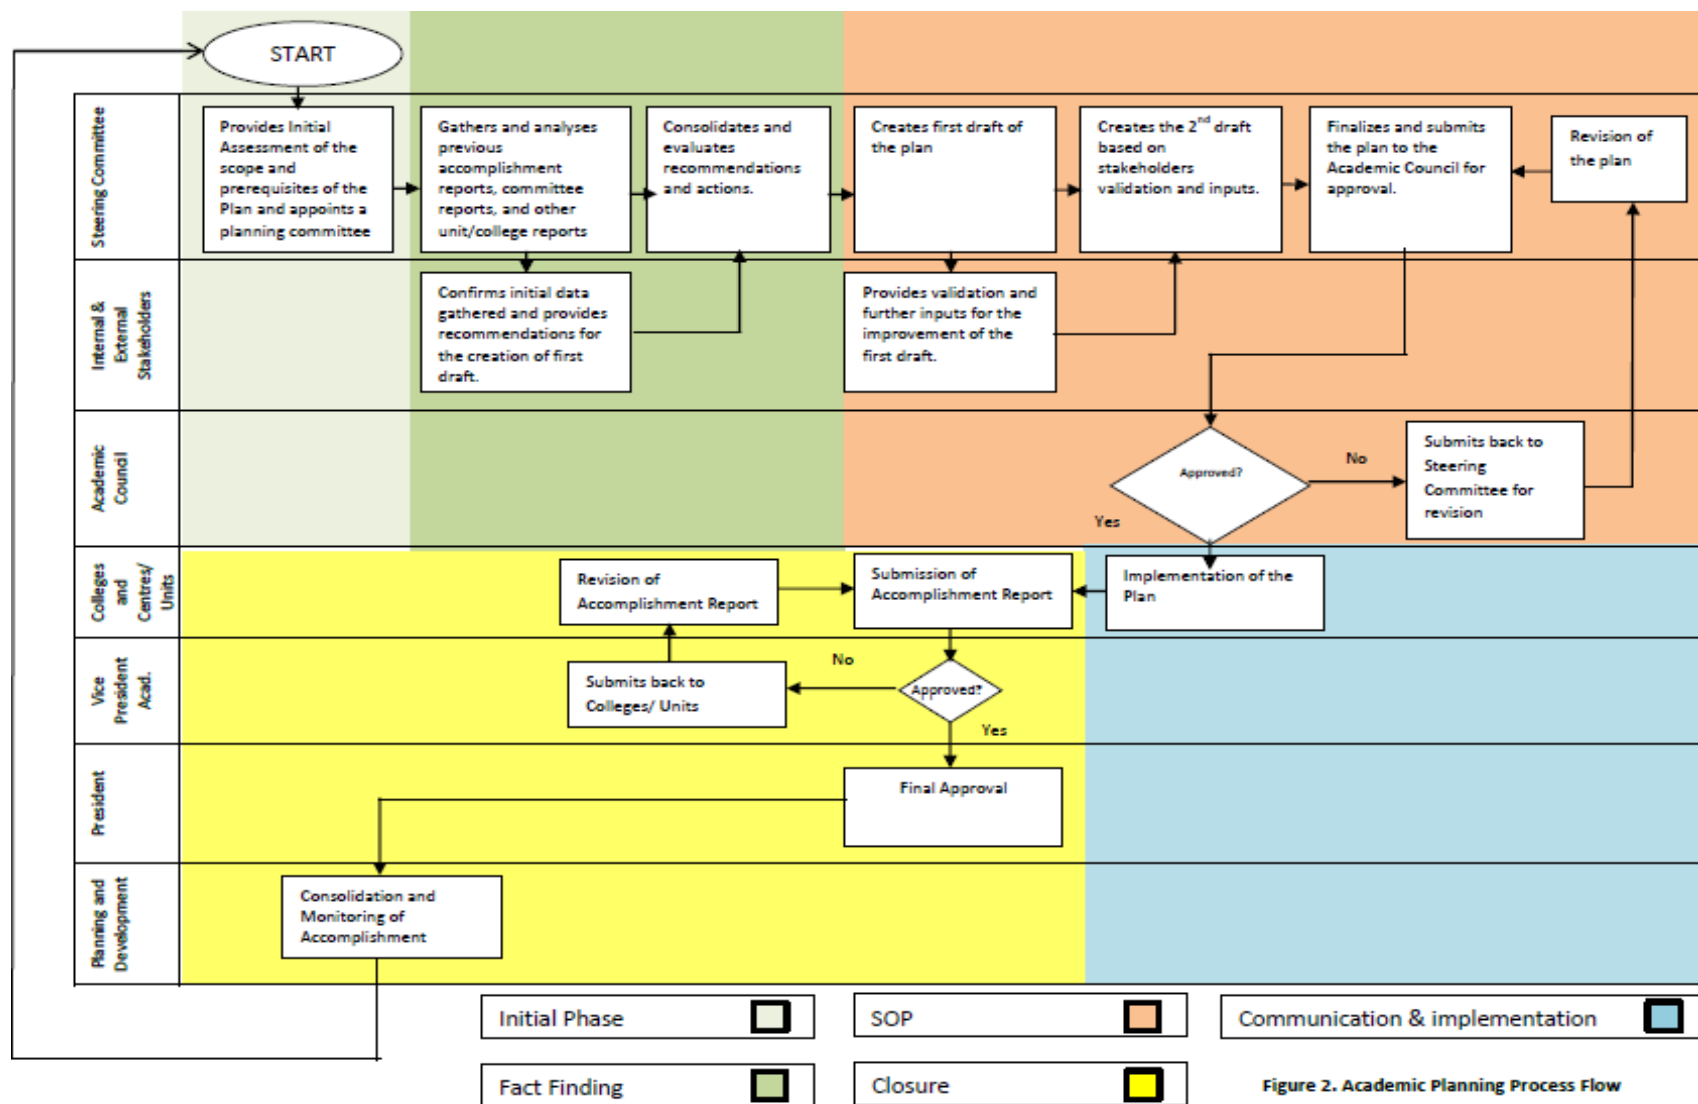 START
Steering Committee
Provides Initial
Assessment of the
scope and
prerequisites of the
Plan and appoints a
planning committee
Gathers and analyses
previous
accomplishment
reports, committee
reports, and other
unit/college reports
Consolidates and
evaluates
recommendations
and actions.
Creates first draft of
the plan
Creates the 2nd draft
based on
stakeholders
validation and inputs.
Finalizes and submits
the plan to the
Academic Council for
approval.
Revision of
the plan
Internal &
External
Stakeholders
Confirms initial data
gathered and provides
recommendations for
the creation of first
draft.
Provides validation and
further inputs for the
improvement of the
first draft.
Academic
Council
Approved?
No
Yes
Submits back to
Steering
Committee for
revision
Colleges
and
Centres/
Units
Revision of
Accomplishment Report
Submission of
Accomplishment Report
Implementation of the
Plan
Vice
President
Acad.
Submits back to
Colleges/ Units
No
Approved?
Yes
President
Final Approval
Planning and
Development
Consolidation and
Monitoring of
Accomplishment
Initial Phase
SOP
Communication & implementation
Fact Finding
Closure
Figure 2. Academic Planning Process Flow